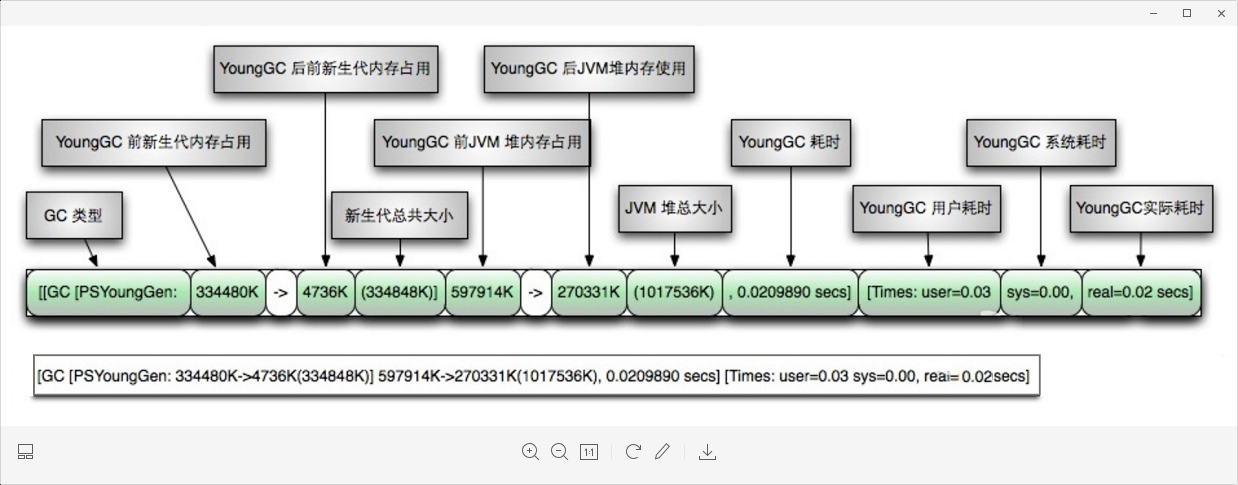 YoungGC 后前新生代内存占用
YoungGC 后JVM堆内存使用
YoungGC 前新生代内存占用
YoungGC 前JVM 堆内存占用
YoungGC 耗时
YoungGC 系统耗时
GC 类型
新生代总共大小
JVM 堆总大小
YoungGC 用户耗时
YoungGC实际耗时
[[GC [PSYoungGen: 334480K -> 4736K (334848K)] 597914K -> 270331K (1017536K) , 0.0209890 secs] [Times: user=0.03 sys=0.00, real=0.02 secs]
[GC [PSYoungGen: 334480K->4736K(334848K)] 597914K->270331K(1017536K), 0.0209890 secs] [Times: user=0.03 sys=0.00, real=0.02secs]
1:1